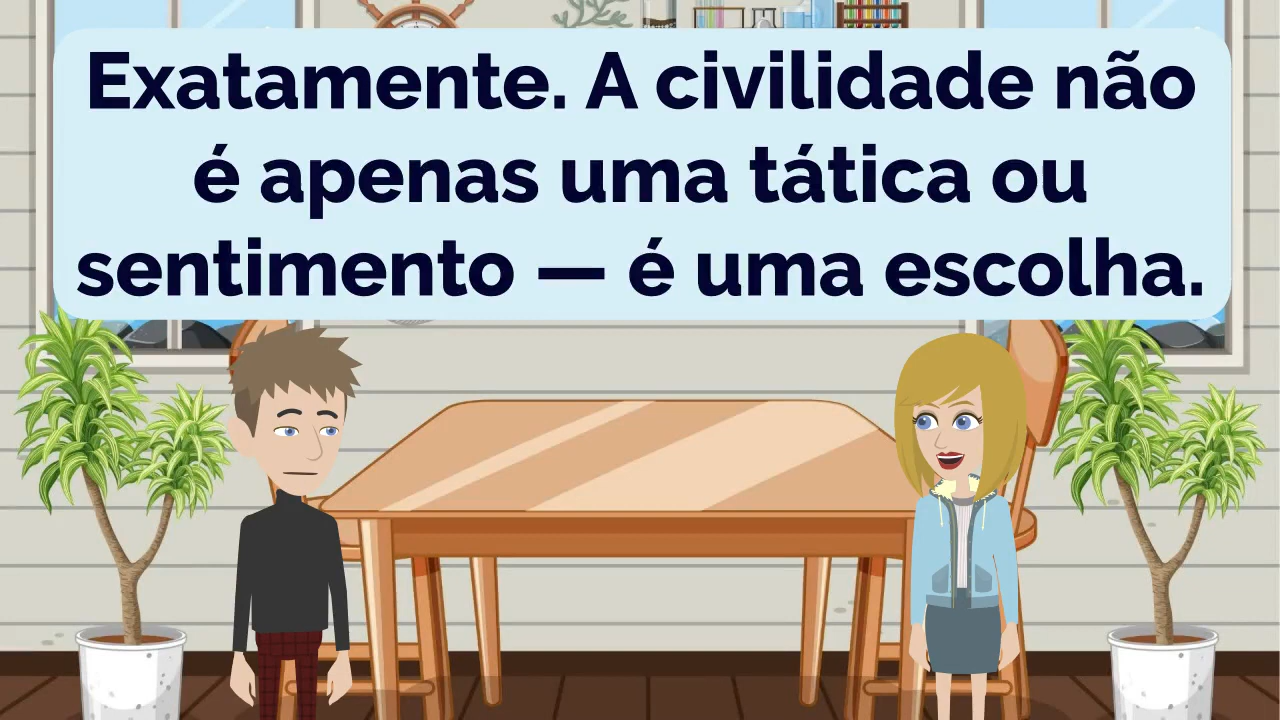 Exatamente. A civilidade não
é apenas uma tática ou
sentimento — é uma escolha.